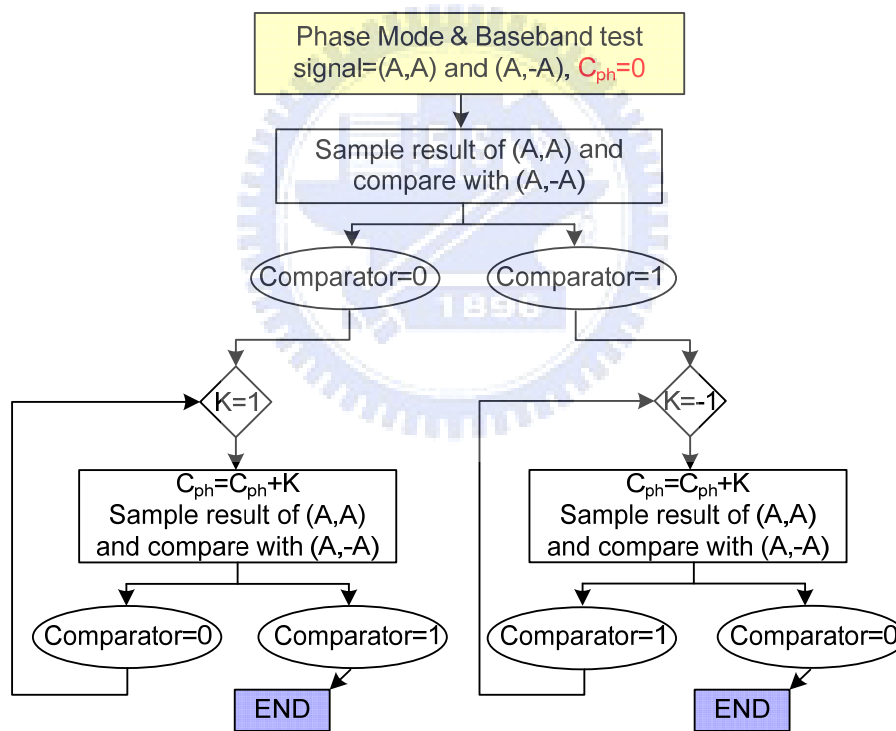 Phase Mode & Baseband test
signal=(A,A) and (A,-A), Cph=0
Sample result of (A,A) and
compare with (A,-A)
Comparator=0
Comparator=1
1896
K=1
K=-1
Cph=Cph+K
Sample result of (A,A)
and compare with (A,-A)
Cph=Cph+K
Sample result of (A,A)
and compare with (A,-A)
Comparator=0
Comparator=1
Comparator=1
Comparator=0
END
END